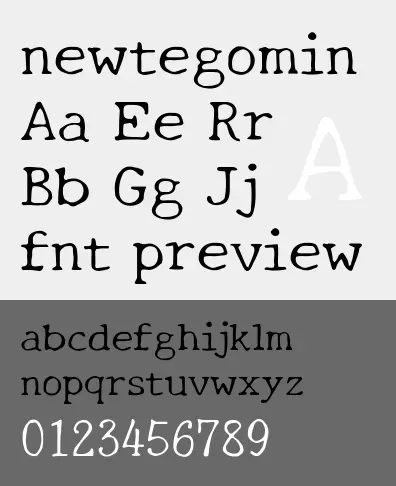 newtegomin
Aa Ee Rr
A
Bb Gg Jj
fnt preview
abcdefghijklm
nopqrstuvwxyz
0123456789